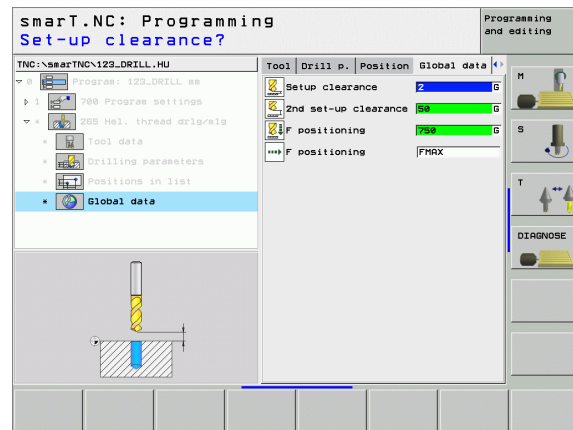 smarT.NC: Programming
Programming and editing
Set-up clearance?
TNC:\smarTNC\123_DRILL.HU
Tool Drill p. Position Global data
0 Program: 123_DRILL mm
1 700 Program settings
* 265 Hel. thread drlg/mlg
* Tool data
* Drilling parameters
* Positions in list
* Global data
Setup clearance 2 G
2nd set-up clearance 50 G
F positioning 750 G
F positioning FMAX
M
S
T
DIAGNOSE